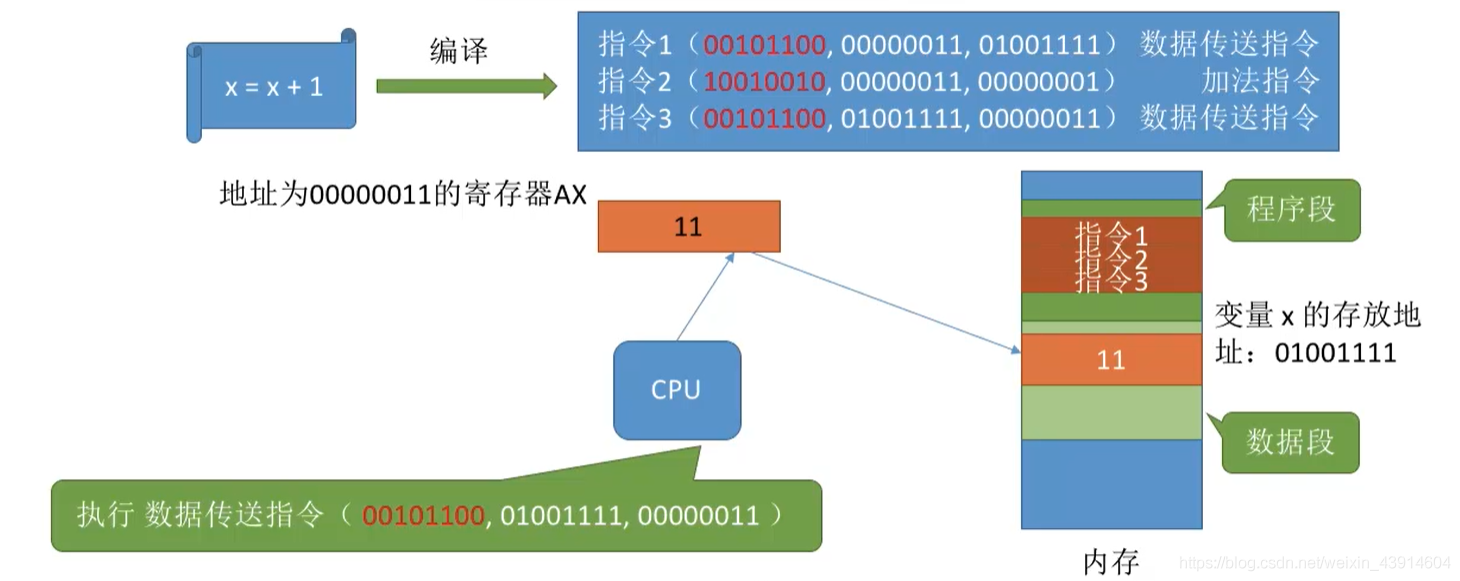 x = x + 1
编译
指令1（00101100, 00000011, 01001111） 数据传送指令
指令2（10010010, 00000011, 00000001） 加法指令
指令3（00101100, 01001111, 00000011） 数据传送指令
地址为00000011的寄存器AX
11
程序段
指令1
指令2
指令3
变量 x 的存放地
址：01001111
11
CPU
数据段
执行 数据传送指令（ 00101100, 01001111, 00000011 ）
内存
https://blog.csdn.net/weixin_43914604